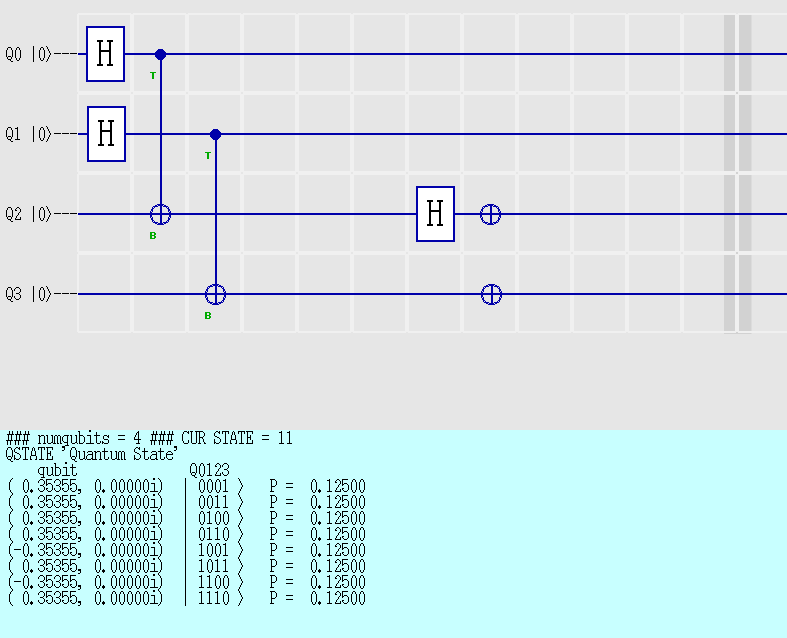 Q0 |0⟩--- H
T
Q1 |0⟩--- H
T
Q2 |0⟩--- H
B
Q3 |0⟩---
B
### numqubits = 4 ### CUR STATE = 11
QSTATE 'Quantum State'
qubit Q0123
( 0.35355, 0.00000i) | 0001 ⟩ P = 0.12500
( 0.35355, 0.00000i) | 0011 ⟩ P = 0.12500
( 0.35355, 0.00000i) | 0100 ⟩ P = 0.12500
( 0.35355, 0.00000i) | 0110 ⟩ P = 0.12500
(-0.35355, 0.00000i) | 1001 ⟩ P = 0.12500
( 0.35355, 0.00000i) | 1011 ⟩ P = 0.12500
(-0.35355, 0.00000i) | 1100 ⟩ P = 0.12500
( 0.35355, 0.00000i) | 1110 ⟩ P = 0.12500